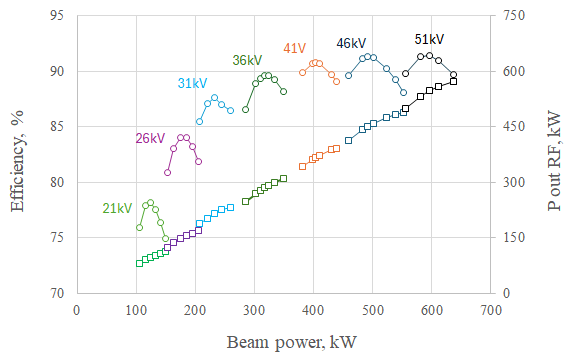 95
90
85
80
75
70
Efficiency, %
750
600
450
300
150
0
P out RF, kW
21kV
26kV
31kV
36kV
41V
46kV
51kV
0 100 200 300 400 500 600 700
Beam power, kW